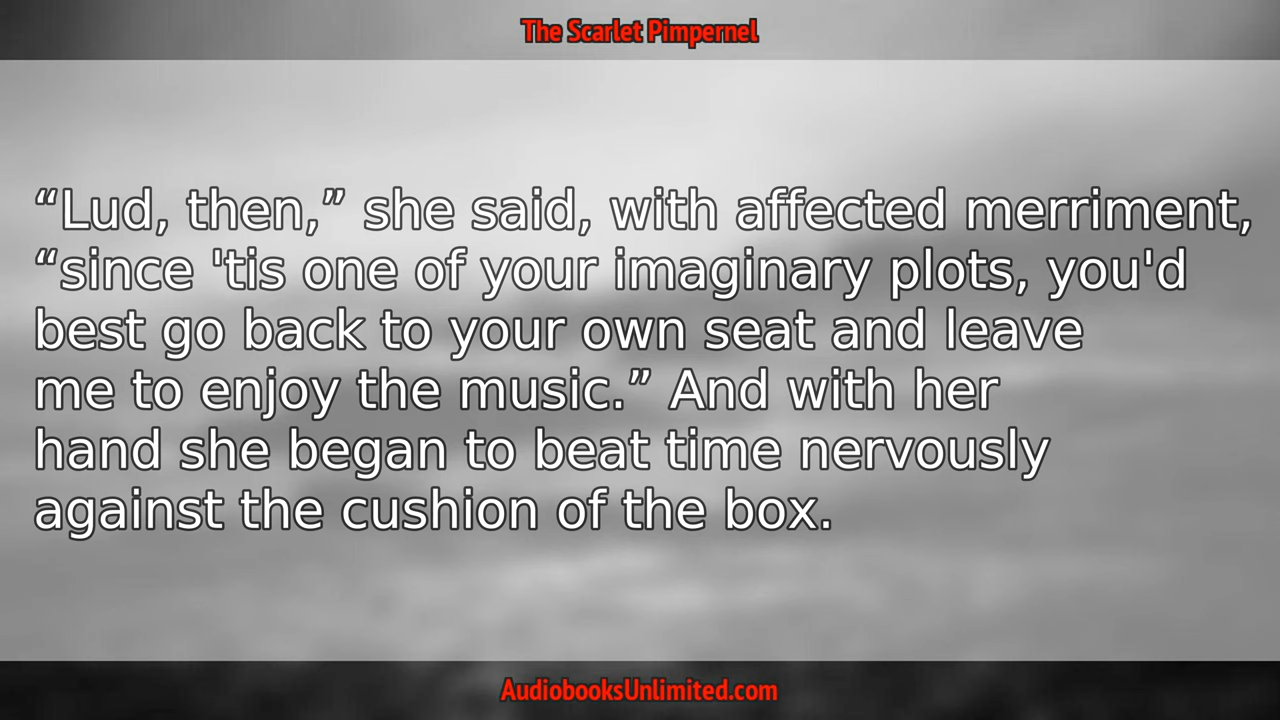 The Scarlet Pimpernel
“Lud, then,” she said, with affected merriment,
“since 'tis one of your imaginary plots, you'd
best go back to your own seat and leave
me to enjoy the music.” And with her
hand she began to beat time nervously
against the cushion of the box.
AudiobooksUnlimited.com